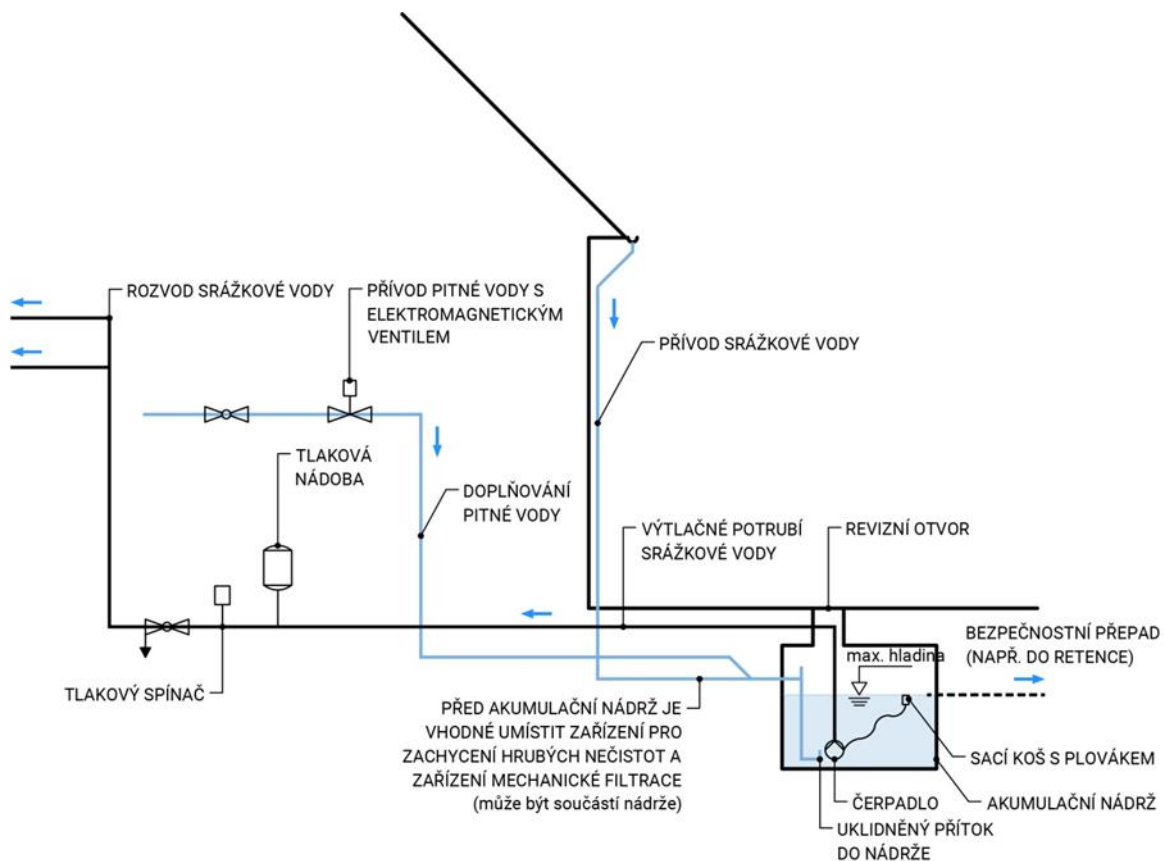 ROZVOD SRÁŽKOVÉ VODY
PŘÍVOD PITNÉ VODY S
ELEKTROMAGNETICKÝM
VENTILEM
PŘÍVOD SRÁŽKOVÉ VODY
TLAKOVÁ
NÁDOBA
DOPLŇOVÁNÍ
PITNÉ VODY
VÝTLAČNÉ POTRUBÍ
SRÁŽKOVÉ VODY
REVIZNÍ OTVOR
BEZPEČNOSTNÍ PŘEPAD
(NAPŘ. DO RETENCE)
max. hladina
TLAKOVÝ SPÍNAČ
PŘED AKUMULAČNÍ NÁDRŽ JE
VHODNÉ UMÍSTIT ZAŘÍZENÍ PRO
ZACHYCENÍ HRUBÝCH NEČISTOT A
ZAŘÍZENÍ MECHANICKÉ FILTRACE
(může být součástí nádrže)
SACÍ KOŠ S PLOVÁKEM
ČERPADLO
AKUMULAČNÍ NÁDRŽ
UKLIDNĚNÝ PŘÍTOK
DO NÁDRŽE